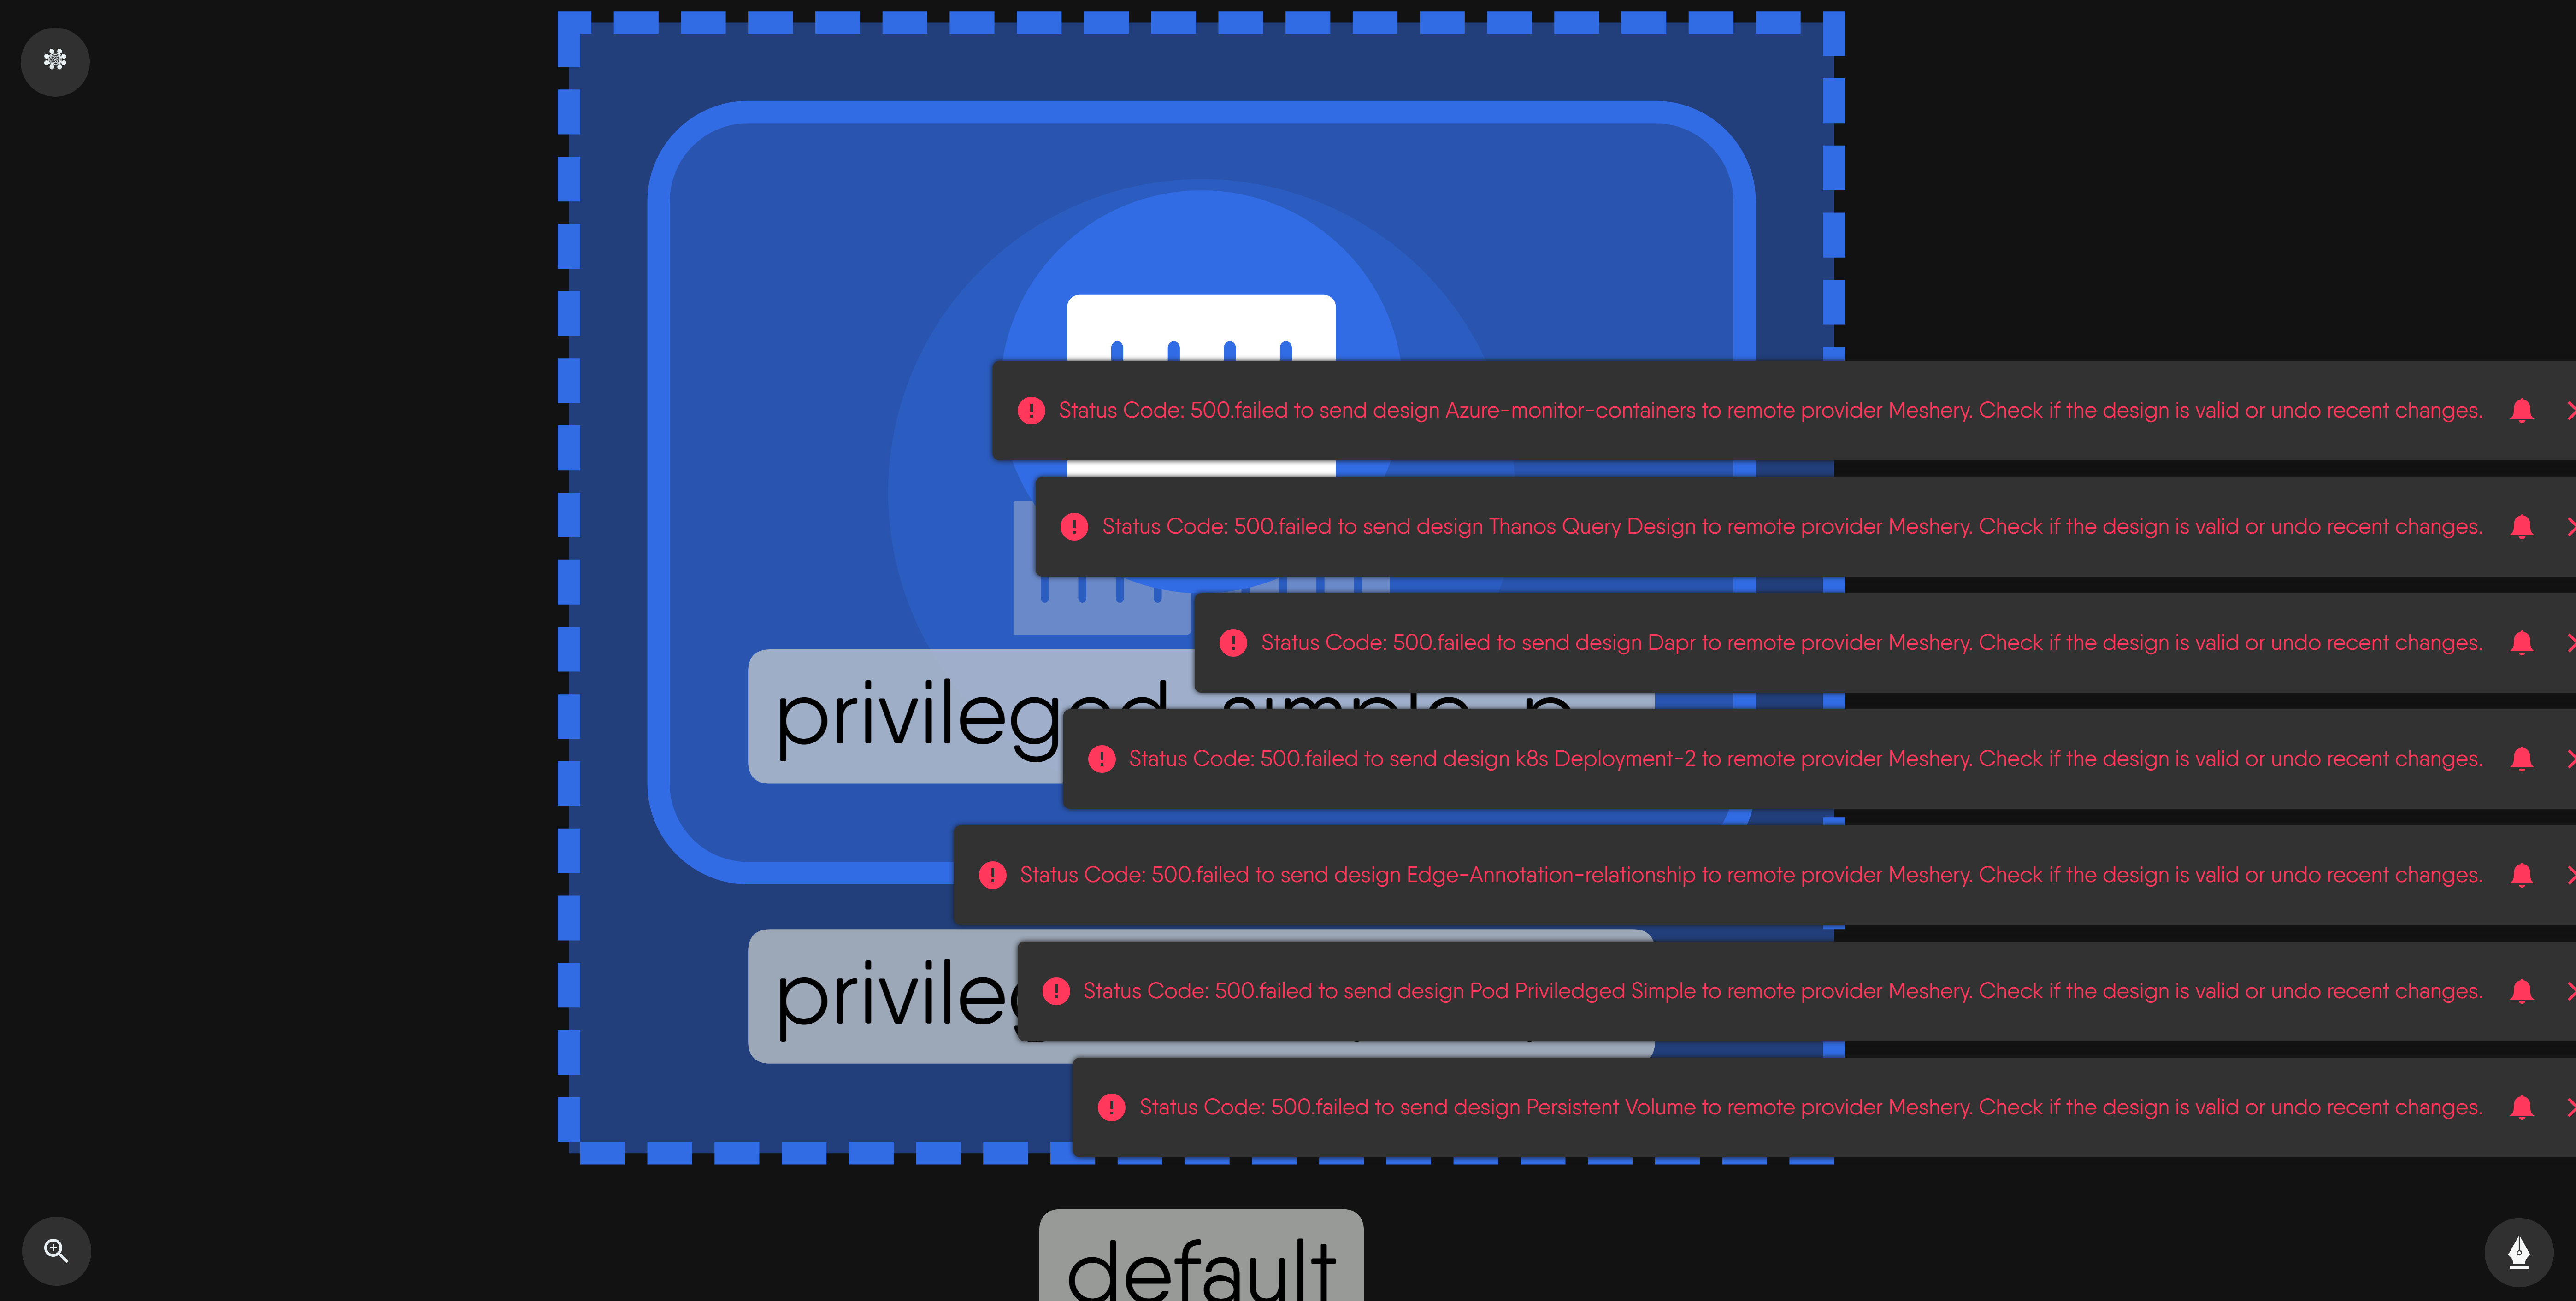 Status Code: 500.failed to send design Azure-monitor-containers to remote provider Meshery. Check if the design is valid or undo recent changes.
Status Code: 500.failed to send design Thanos Query Design to remote provider Meshery. Check if the design is valid or undo recent changes.
Status Code: 500.failed to send design Dapr to remote provider Meshery. Check if the design is valid or undo recent changes.
Status Code: 500.failed to send design k8s Deployment-2 to remote provider Meshery. Check if the design is valid or undo recent changes.
Status Code: 500.failed to send design Edge-Annotation-relationship to remote provider Meshery. Check if the design is valid or undo recent changes.
Status Code: 500.failed to send design Pod Priviledged Simple to remote provider Meshery. Check if the design is valid or undo recent changes.
Status Code: 500.failed to send design Persistent Volume to remote provider Meshery. Check if the design is valid or undo recent changes.
default